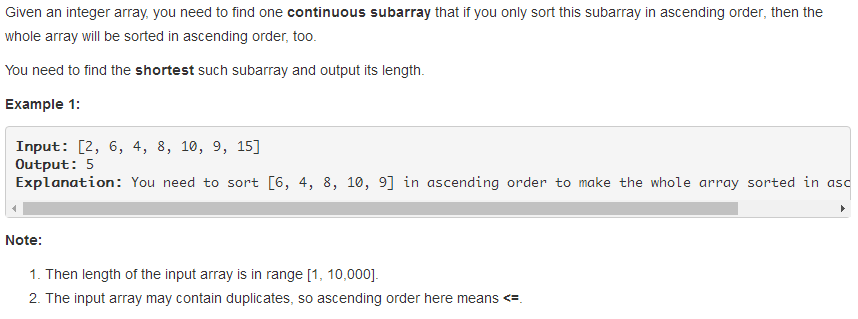 Given an integer array, you need to find one continuous subarray that if you only sort this subarray in ascending order, then the
whole array will be sorted in ascending order, too.
You need to find the shortest such subarray and output its length.
Example 1:
Input: [2, 6, 4, 8, 10, 9, 15]
Output: 5
Explanation: You need to sort [6, 4, 8, 10, 9] in ascending order to make the whole array sorted in asc
Note:
1. Then length of the input array is in range [1, 10,000].
2. The input array may contain duplicates, so ascending order here means <=.